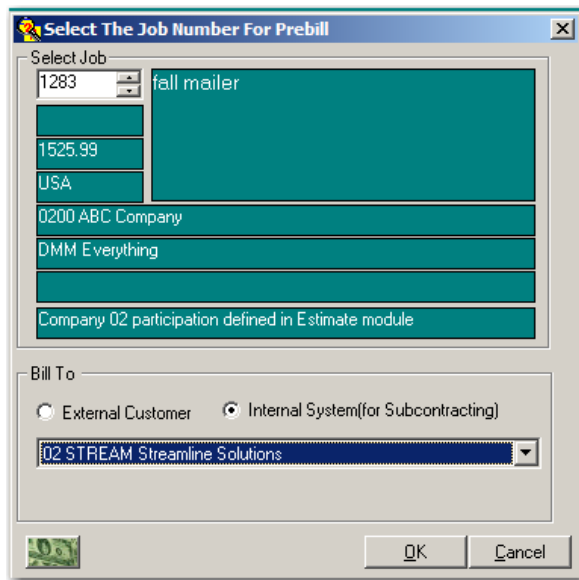 Select The Job Number For Prebill
Select Job
1283
fall mailer
1525.99
USA
0200 ABC Company
DMM Everything
Company 02 participation defined in Estimate module
Bill To
External Customer
Internal System(for Subcontracting)
02 STREAM Streamline Solutions
OK
Cancel